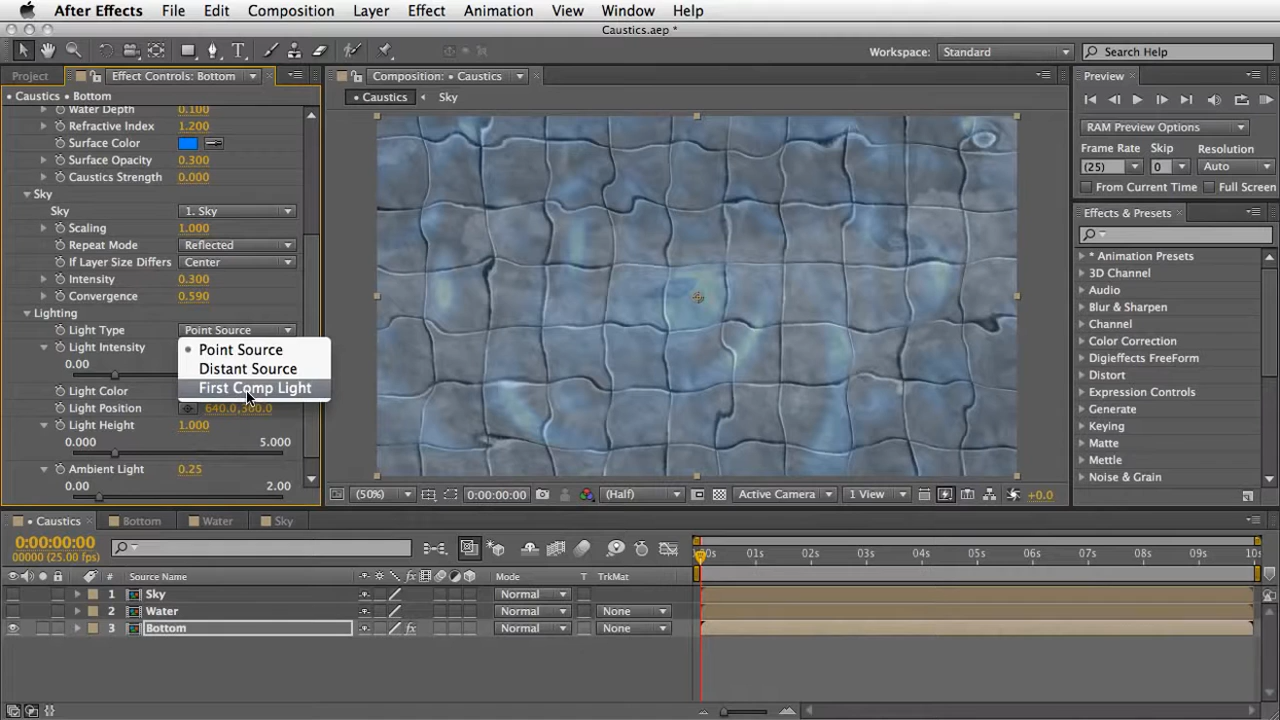 After Effects File Edit Composition Layer Effect Animation View Window Help
Caustics.aep *
Workspace: Standard Search Help
Project Effect Controls: Bottom
Composition: Caustics
Preview
Caustics • Bottom
Caustics Sky
Water Depth 0.100
Refractive Index 1.200
Surface Color
Surface Opacity 0.300
Caustics Strength 0.000
Sky
Sky 1. Sky
Scaling 1.000
Repeat Mode Reflected
If Layer Size Differs Center
Intensity 0.300
Convergence 0.590
Lighting
Light Type Point Source
Light Intensity
0.00
Point Source
Distant Source
First Comp Light
Light Color
Light Position 640.0,
Light Height 1.000
0.000 5.000
Ambient Light 0.25
0.00 2.00
RAM Preview Options
Frame Rate Skip Resolution
(25) 0 Auto
From Current Time Full Screen
Effects & Presets
* Animation Presets
3D Channel
Audio
Blur & Sharpen
Channel
Color Correction
Digieffects FreeForm
Distort
Expression Controls
Generate
Keying
Matte
Mettle
Noise & Grain
(50%) 0:00:00:00 (Half) Active Camera 1 View +0.0
Caustics Bottom Water Sky
0:00:00:00
00000 (25.00 fps)
:00s 01s 02s 03s 04s 05s 06s 07s 08s 09s 10s
# Source Name Mode T TrkMat
1 Sky Normal
2 Water Normal None
3 Bottom Normal None